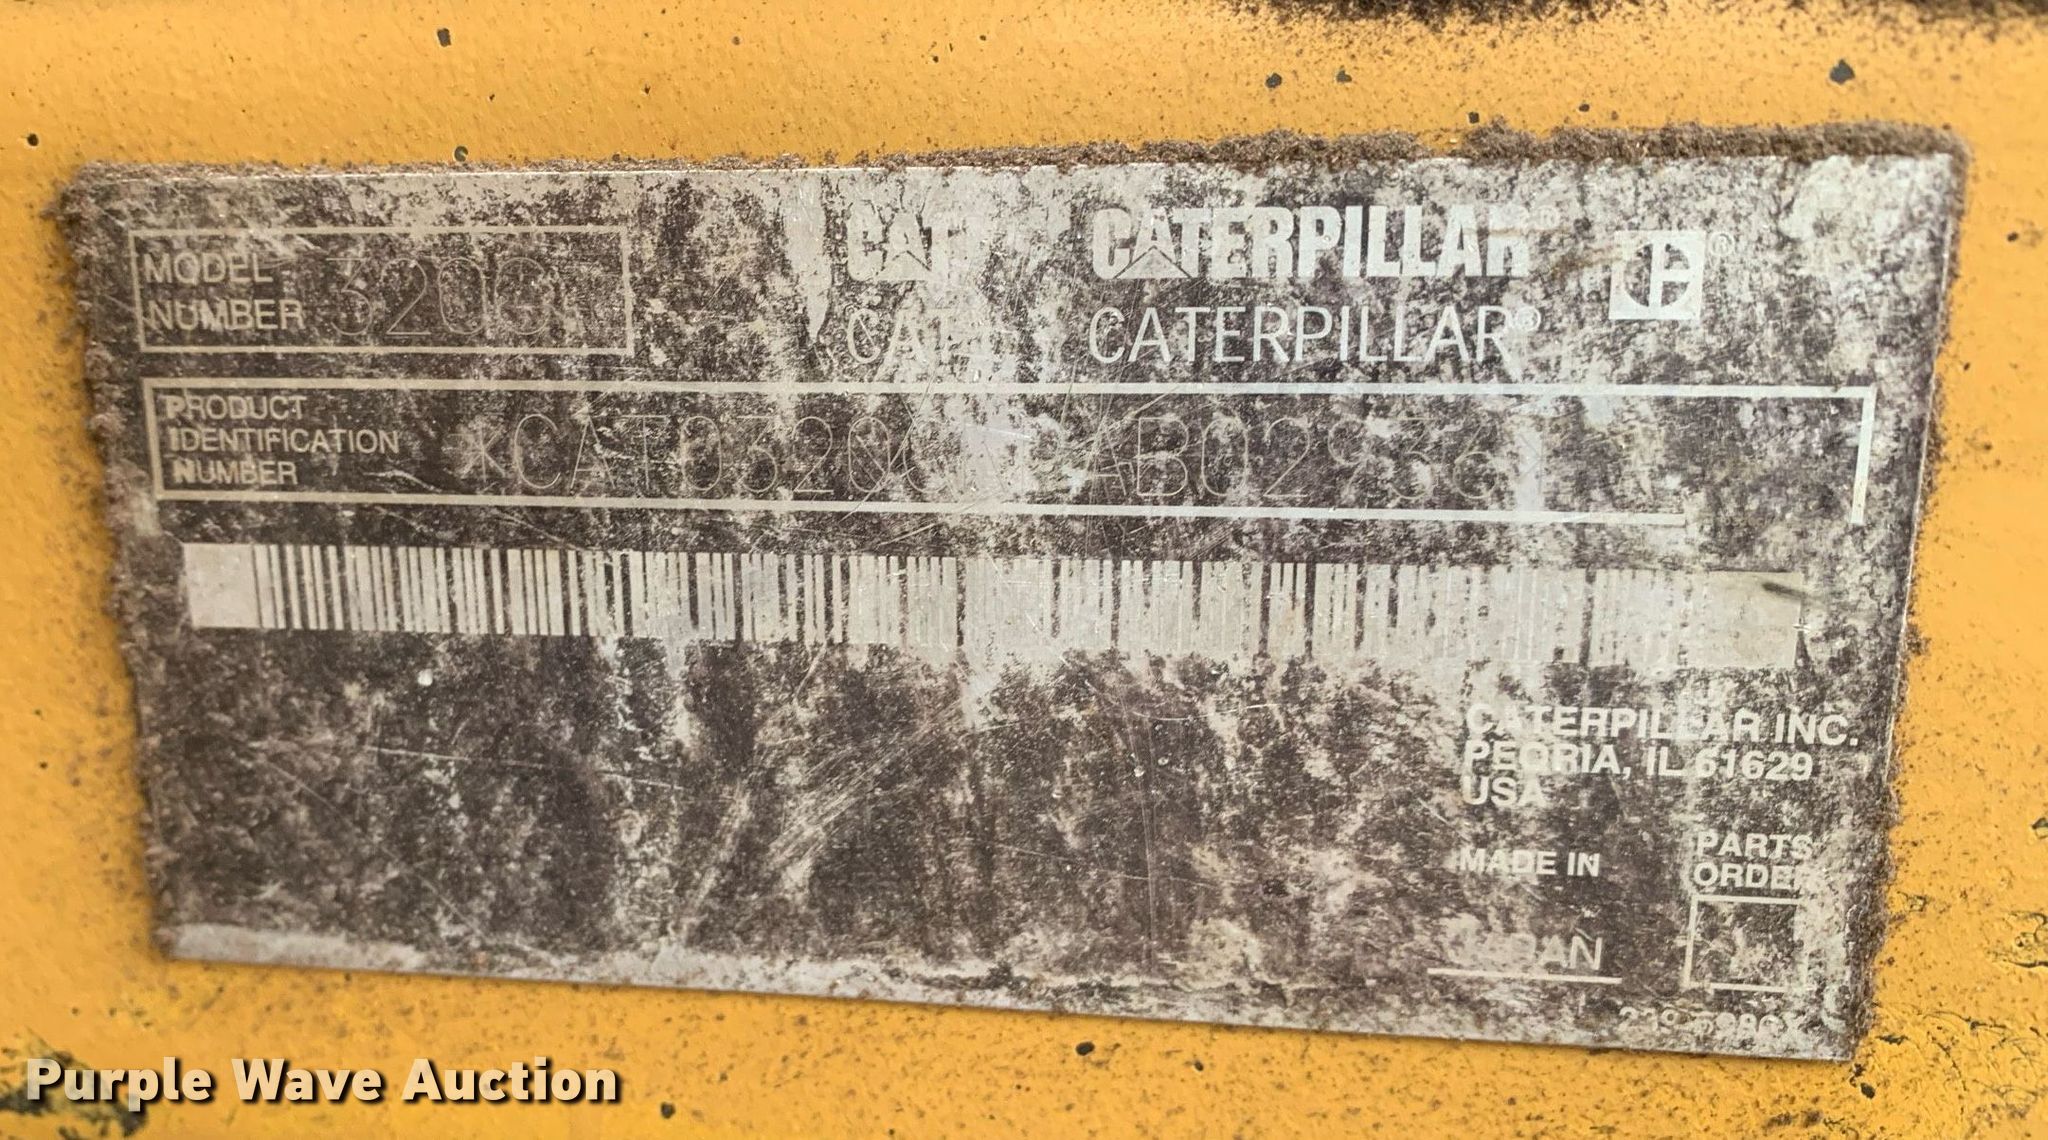 MODEL
NUMBER 320C
CAT
CATERPILLAR
CAT
CATERPILLAR®
PRODUCT
IDENTIFICATION
NUMBER
CATERPILLAR INC.
PEORIA, IL 61629
USA
MADE IN
JAPAN
PARTS
ORDER
Purple Wave Auction